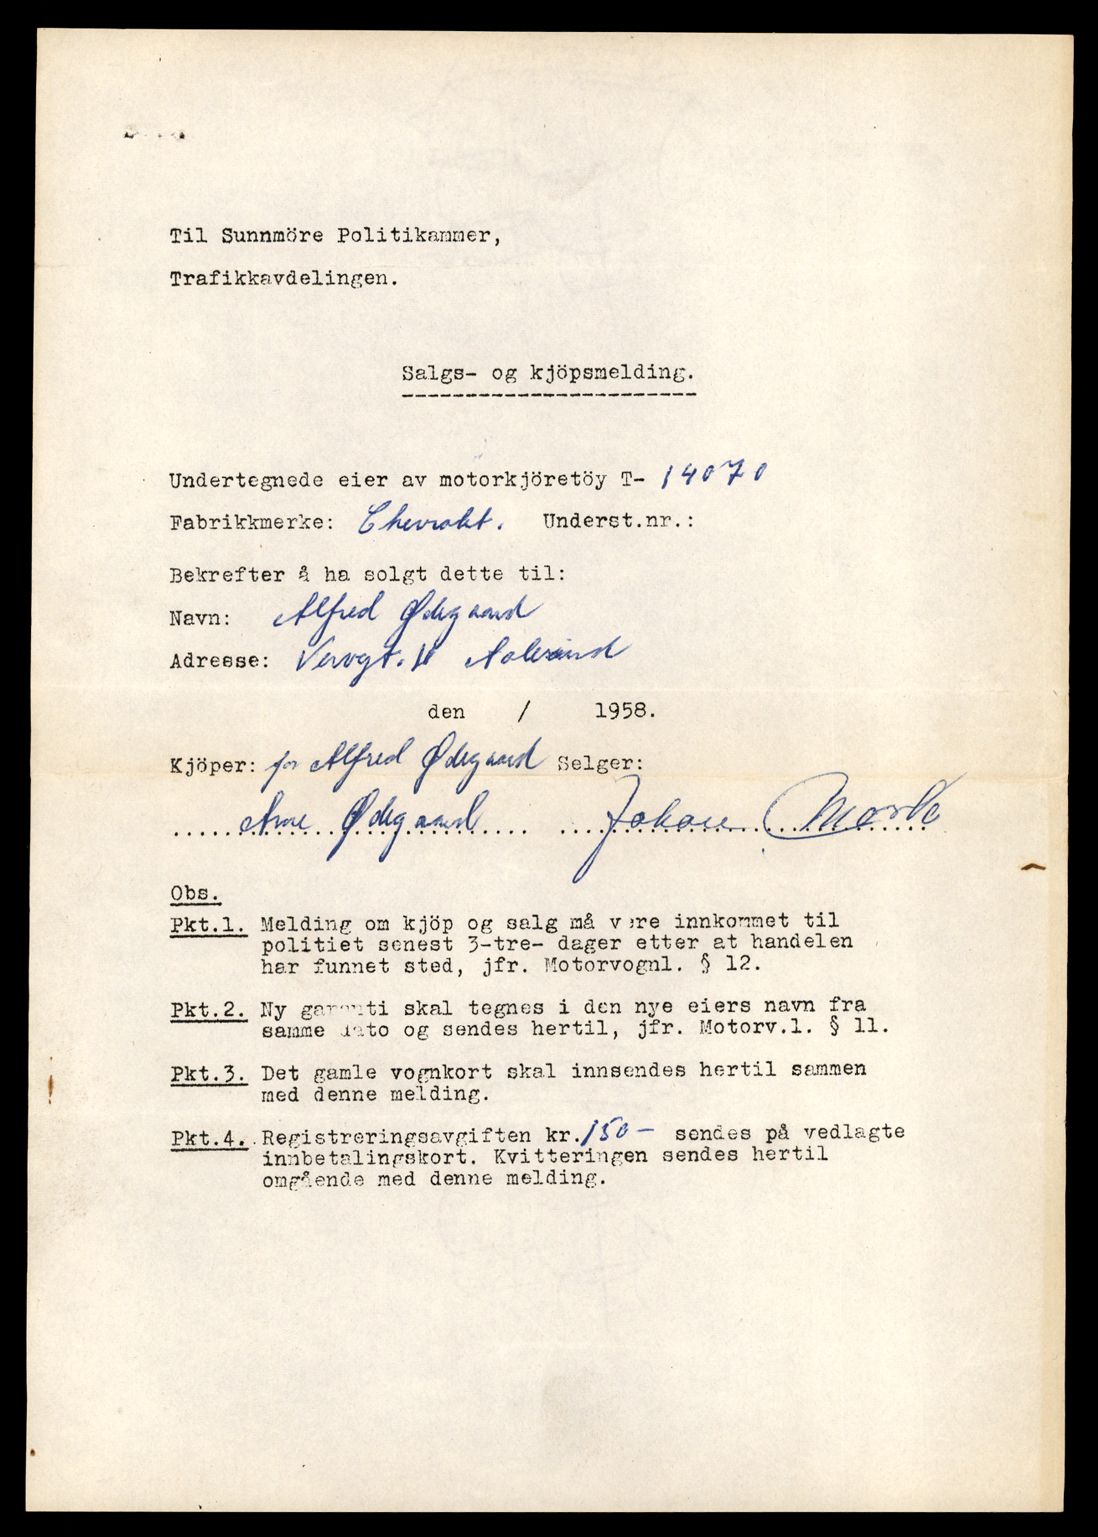 Til Sunnmöre Politikammer,
Trafikkavdelingen.
Salgs- og kjöpsmelding.
Undertegnede eier av motorkjöretöy T- 14070
Fabrikkmerke: Chevrolet. Underst.nr.:
Bekrefter å ha solgt dette til:
Navn: Alfred Ødegaard
Adresse: Aalesund
den / 1958.
Kjöper: for Alfred Ødegaard Selger:
Arne Ødegaard Johan
Obs.
Pkt.1. Melding om kjöp og salg må være innkommet til
politiet senest 3-tre- dager etter at handelen
har funnet sted, jfr. Motorvognl. § 12.
Pkt.2. Ny garanti skal tegnes i den nye eiers navn fra
samme dato og sendes hertil, jfr. Motorv.l. § 11.
Pkt.3. Det gamle vognkort skal innsendes hertil sammen
med denne melding.
Pkt.4. Registreringsavgiften kr. 150- sendes på vedlagte
innbetalingskort. Kvitteringen sendes hertil
omgående med denne melding.